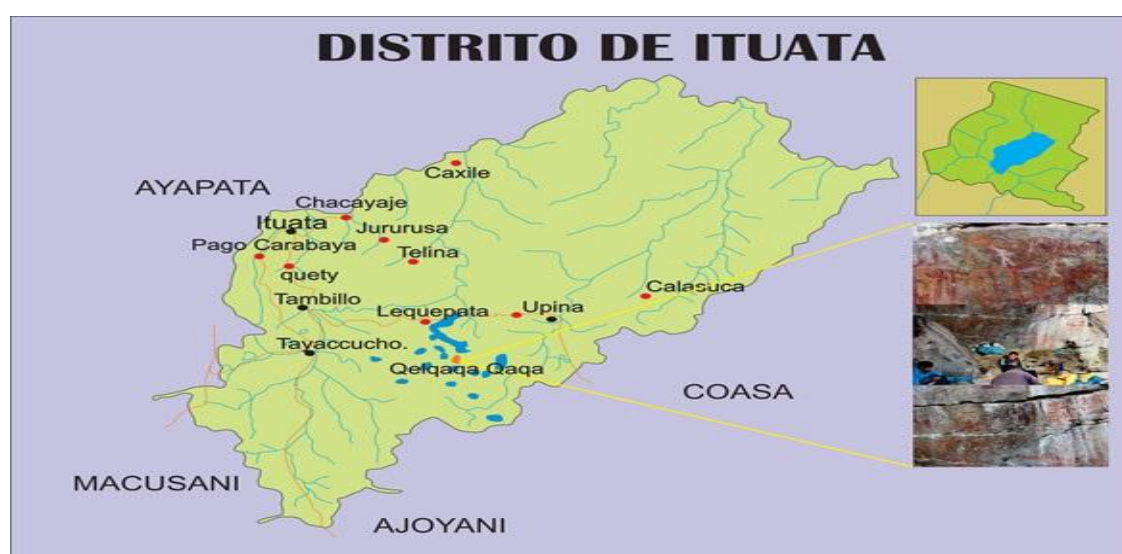 DISTRITO DE ITUATA
AYAPATA
Caxile
Chacayaje
Ituata
Jururusa
Pago Carabaya
Telina
quety
Calasuca
Tambillo
Lequepata
Upina
Tayaccucho.
Qelqaqa Qaqa
COASA
MACUSANI
AJOYANI